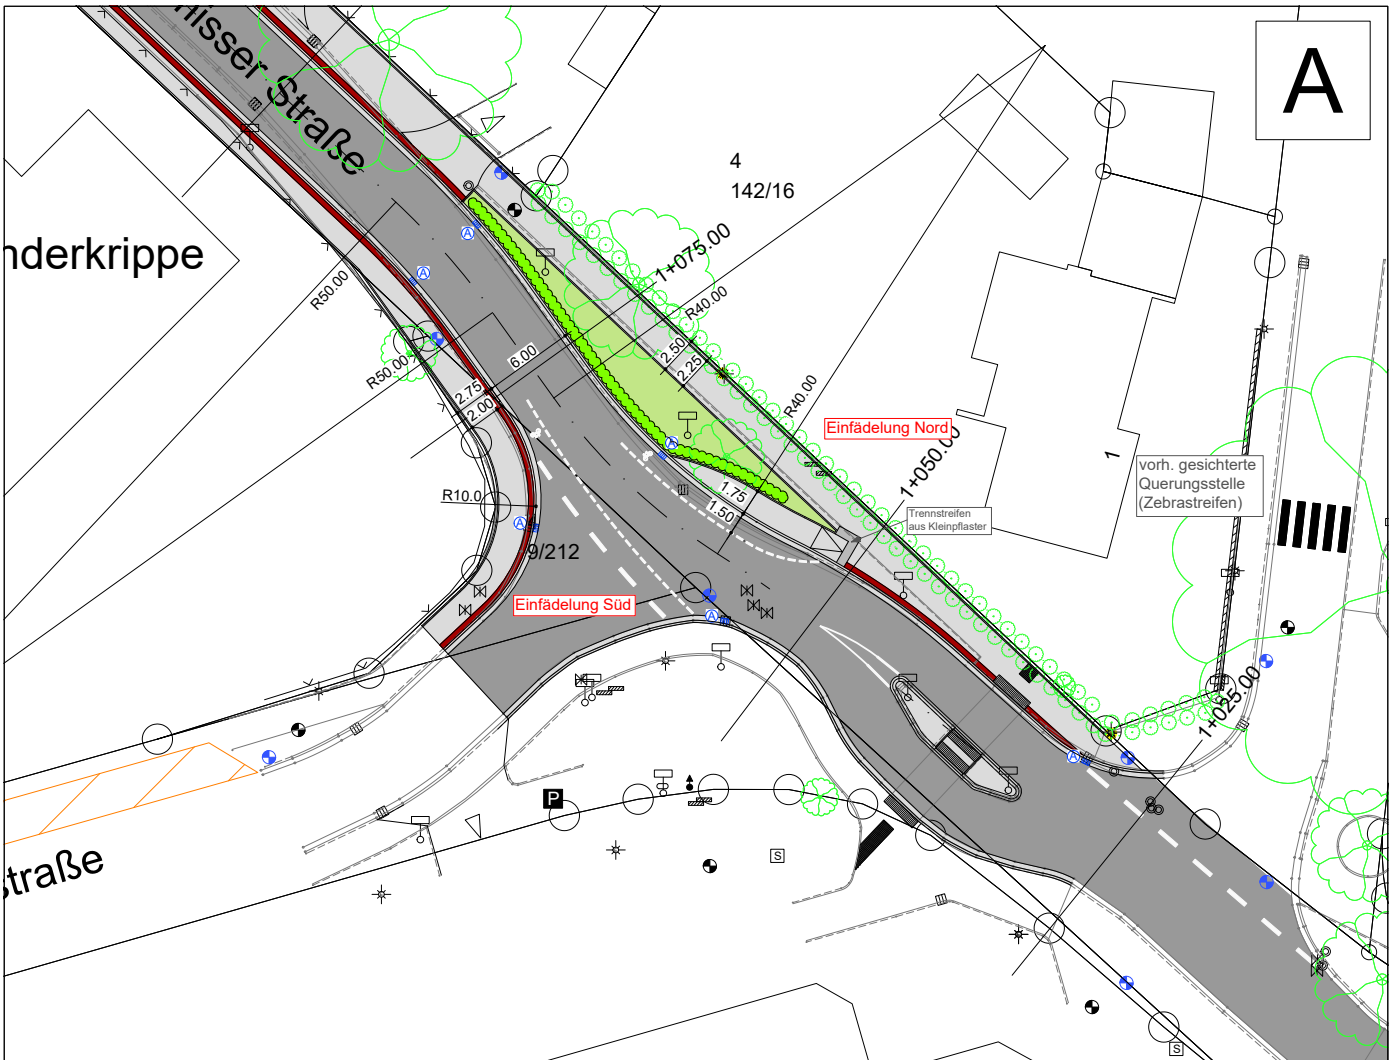 A
hisser Straße
4
142/16
nderkrippe
1+075.00
R50.00
R40.00
6.00
2.50
2.25
R50.00
2.75
2.00
R40.00
Einfädelung Nord
1+050.00
1
vorh. gesichterte
Querungsstelle
(Zebrastreifen)
R10.0
1.75
1.50
Trennstreifen
aus Kleinpflaster
9/212
Einfädelung Süd
1+025.00
P
S
straße
S
A
A
A
A
A
A